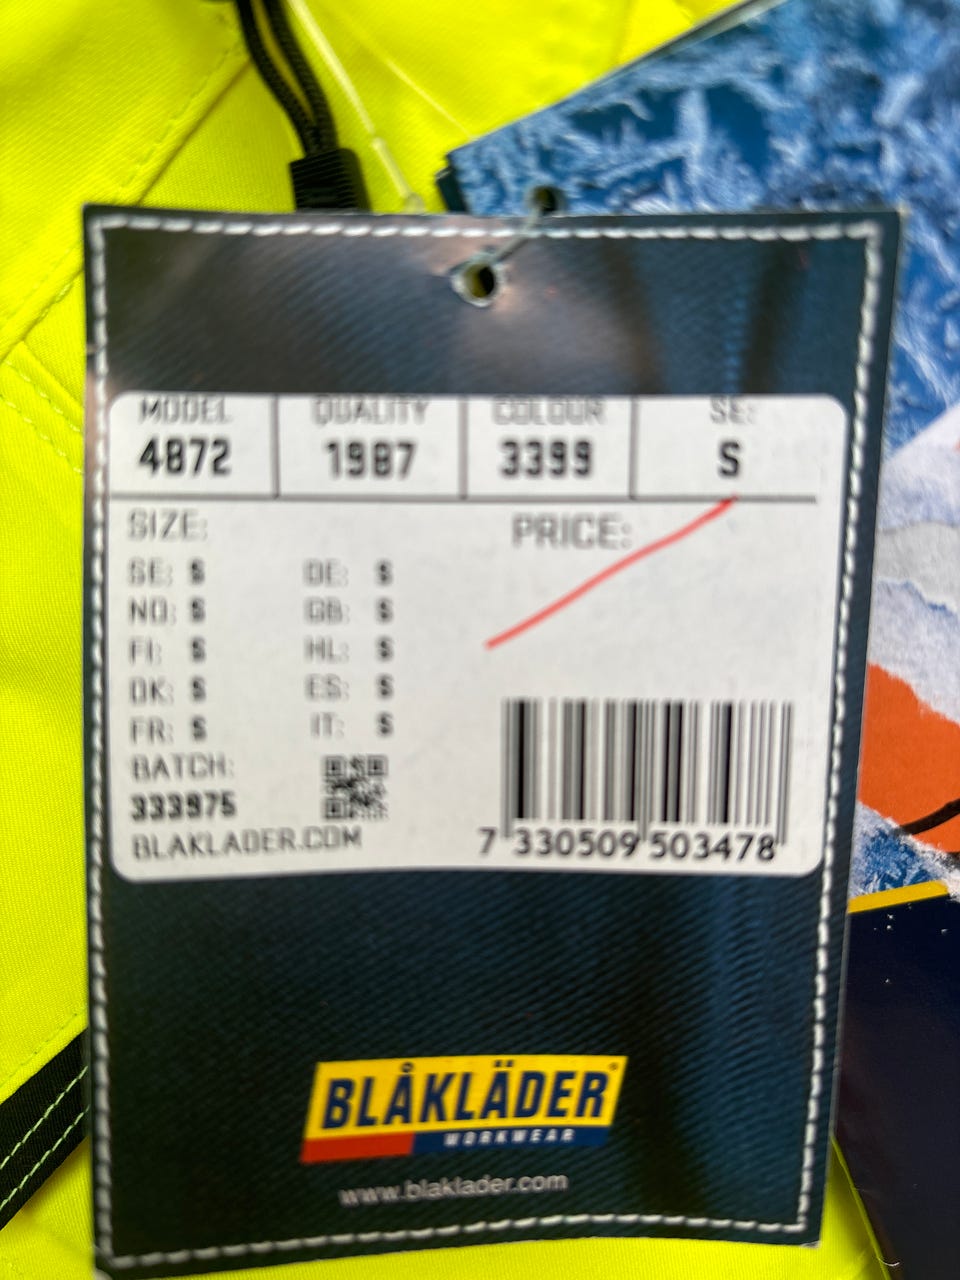 MODEL QUALITY COLOUR SE:
4872 1987 3399 S
SIZE: PRICE:
SE: S DE: S
NO: S GB: S
FI: S NL: S
DK: S ES: S
FR: S IT: S
BATCH:
333975
BLAKLADER.COM
7 330509 503478
BLÅKLÄDER®
WORKWEAR
www.blaklader.com